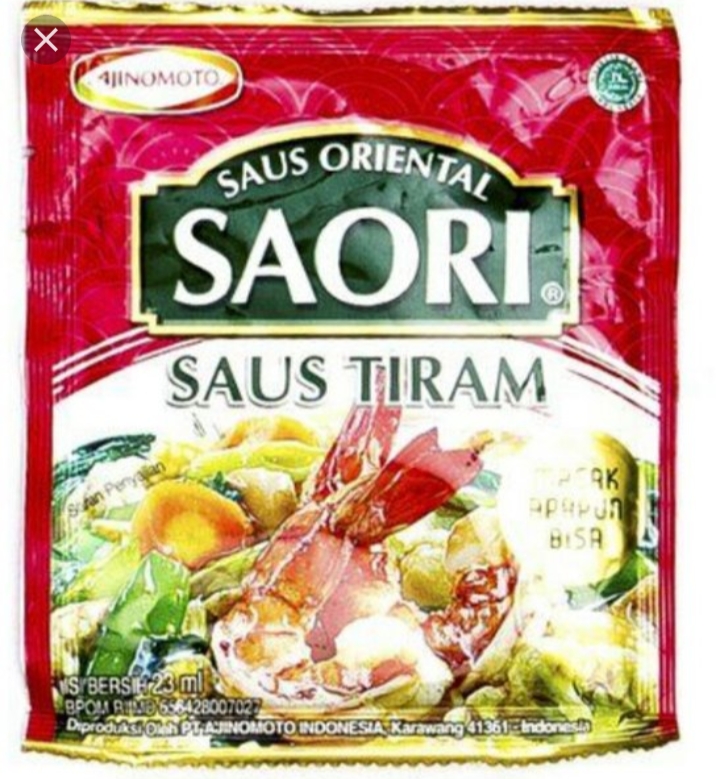 AJINOMOTO
SAUS ORIENTAL
SAORI®
SAUS TIRAM
Saran Penyajian
MASAK
APAPUN
BISA
ISI/BERSIH 23 ml
BPOM RI MD
Diproduksi Oleh PT AJINOMOTO INDONESIA, Karawang 41361 - Indonesia